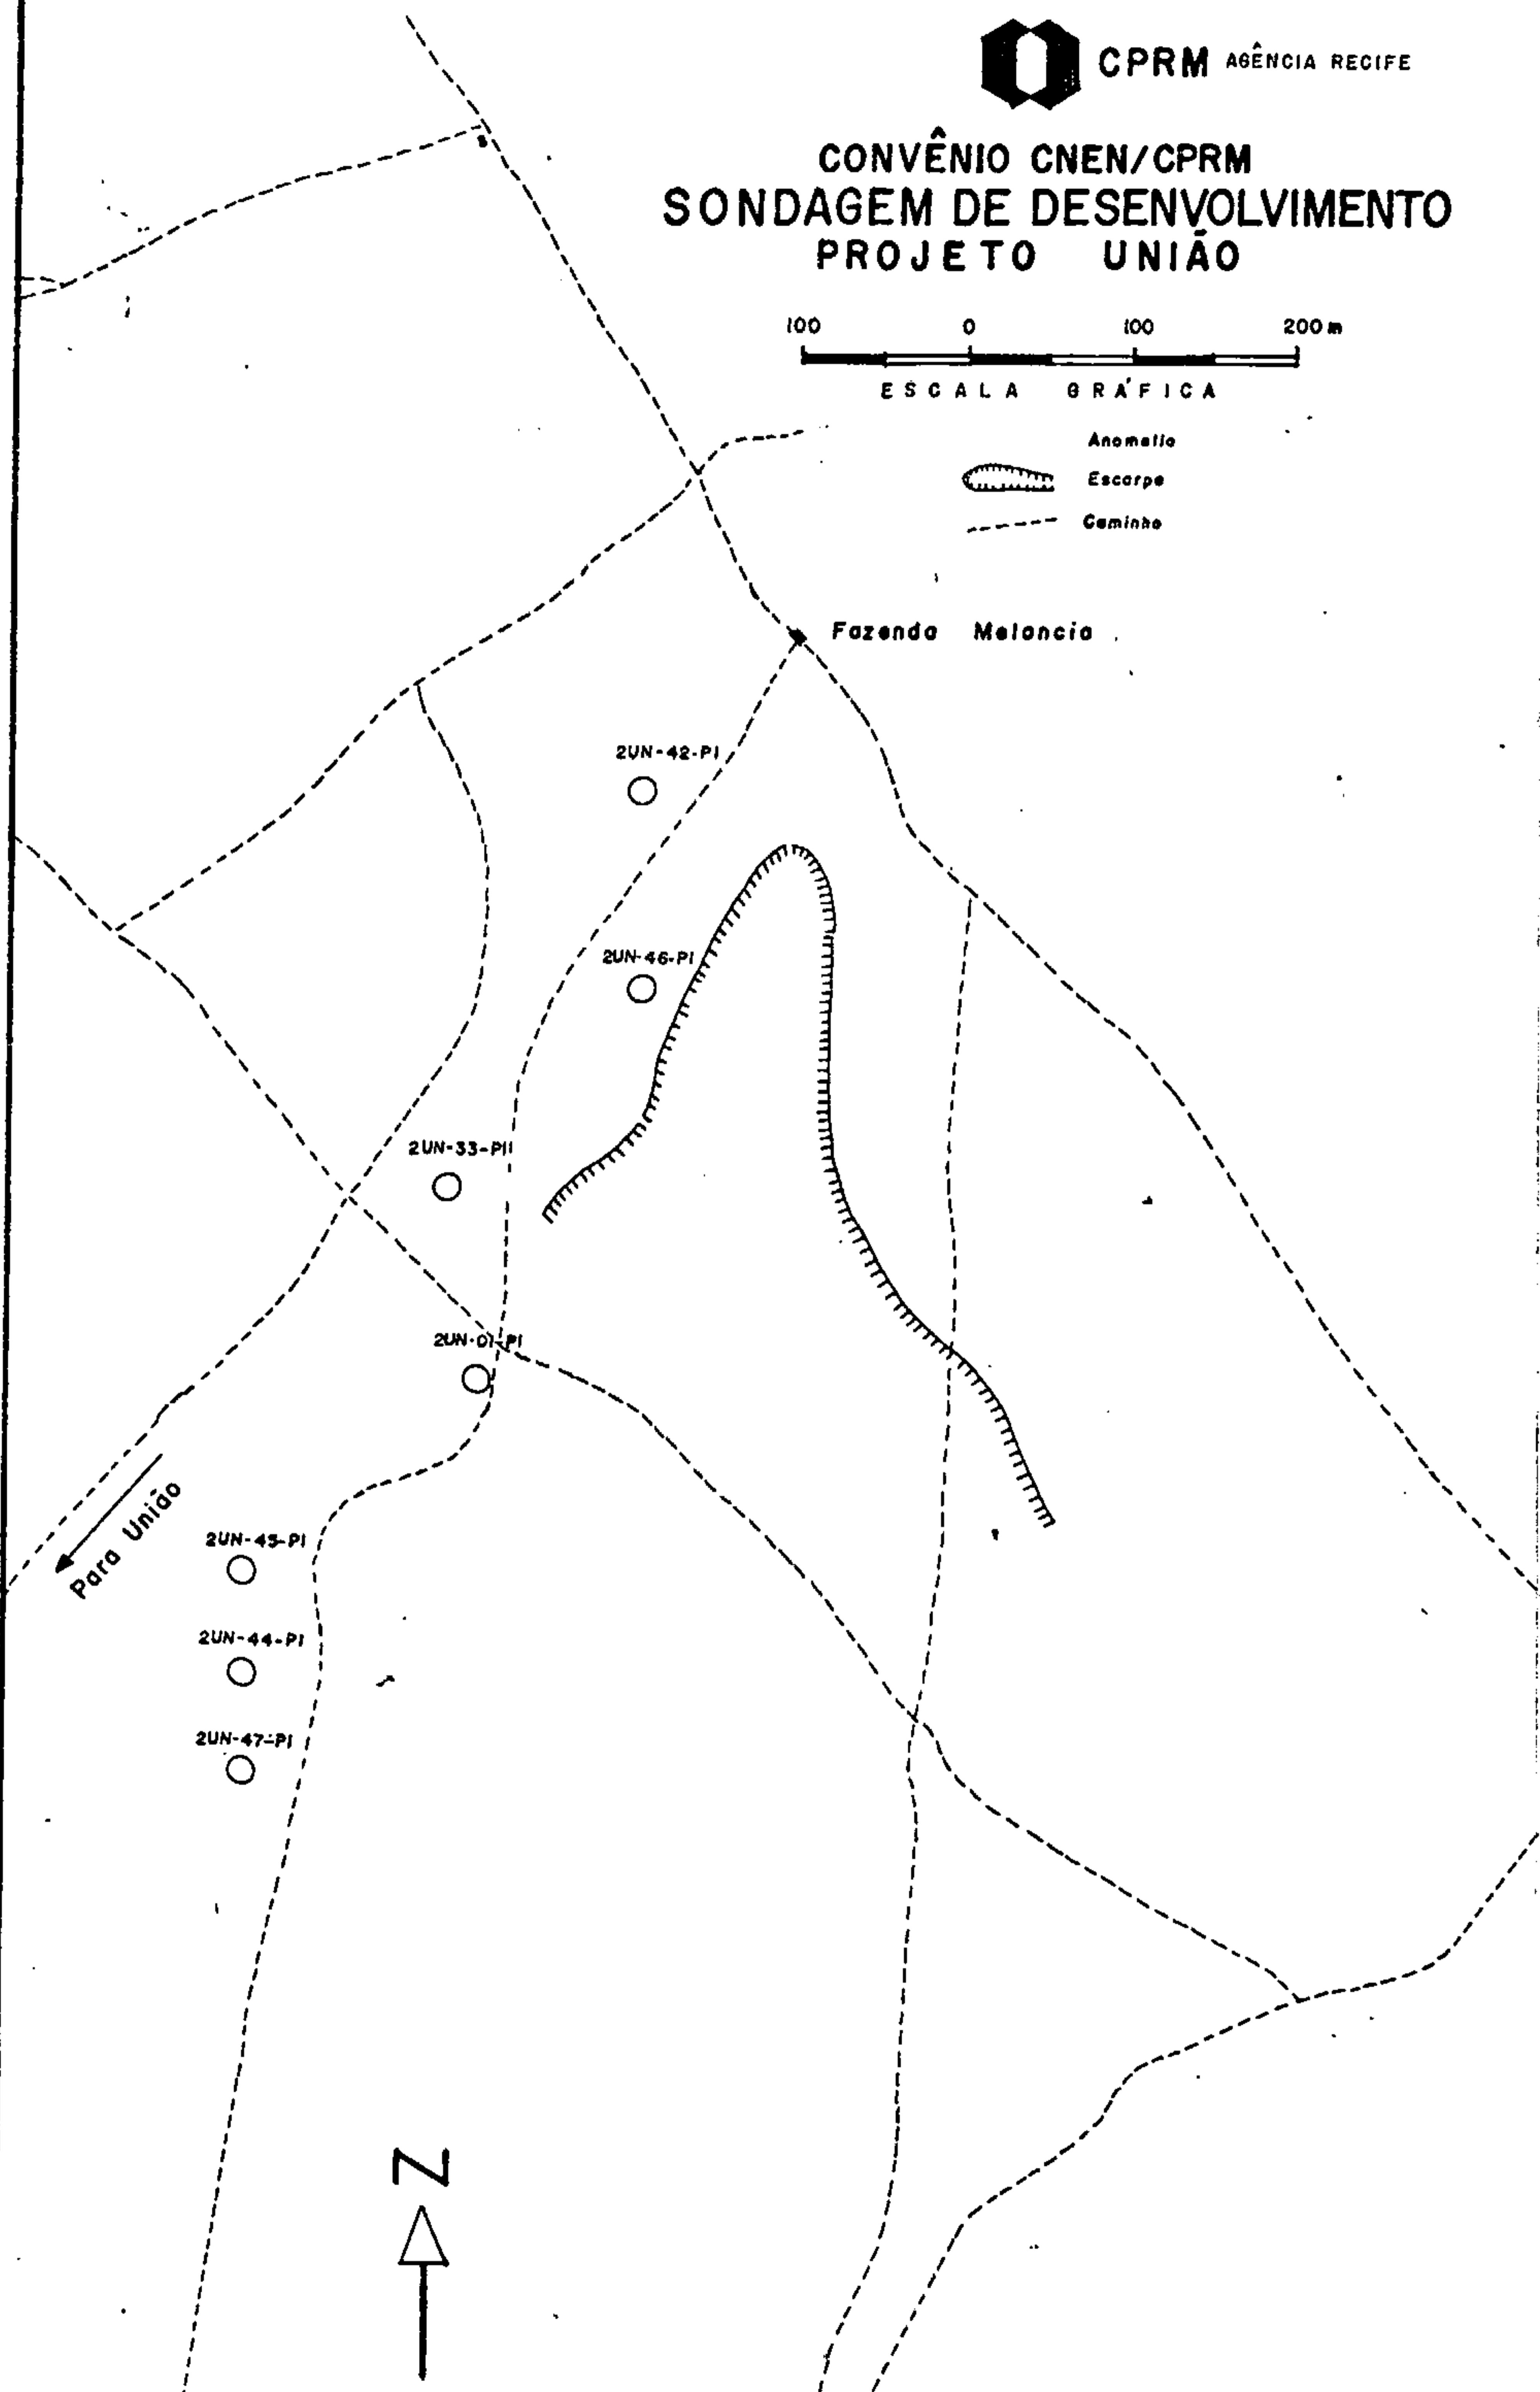 CPRM AGÊNCIA RECIFE
CONVÊNIO CNEN/CPRM
SONDAGEM DE DESENVOLVIMENTO
PROJETO UNIÃO
100 0 100 200 m
ESCALA GRÁFICA
Anomalia
Escarpa
Caminho
Fazenda Melancia
2UN-42-PI
2UN-46-PI
2UN-33-PI
2UN-01-PI
Para União
2UN-45-PI
2UN-44-PI
2UN-47-PI
N